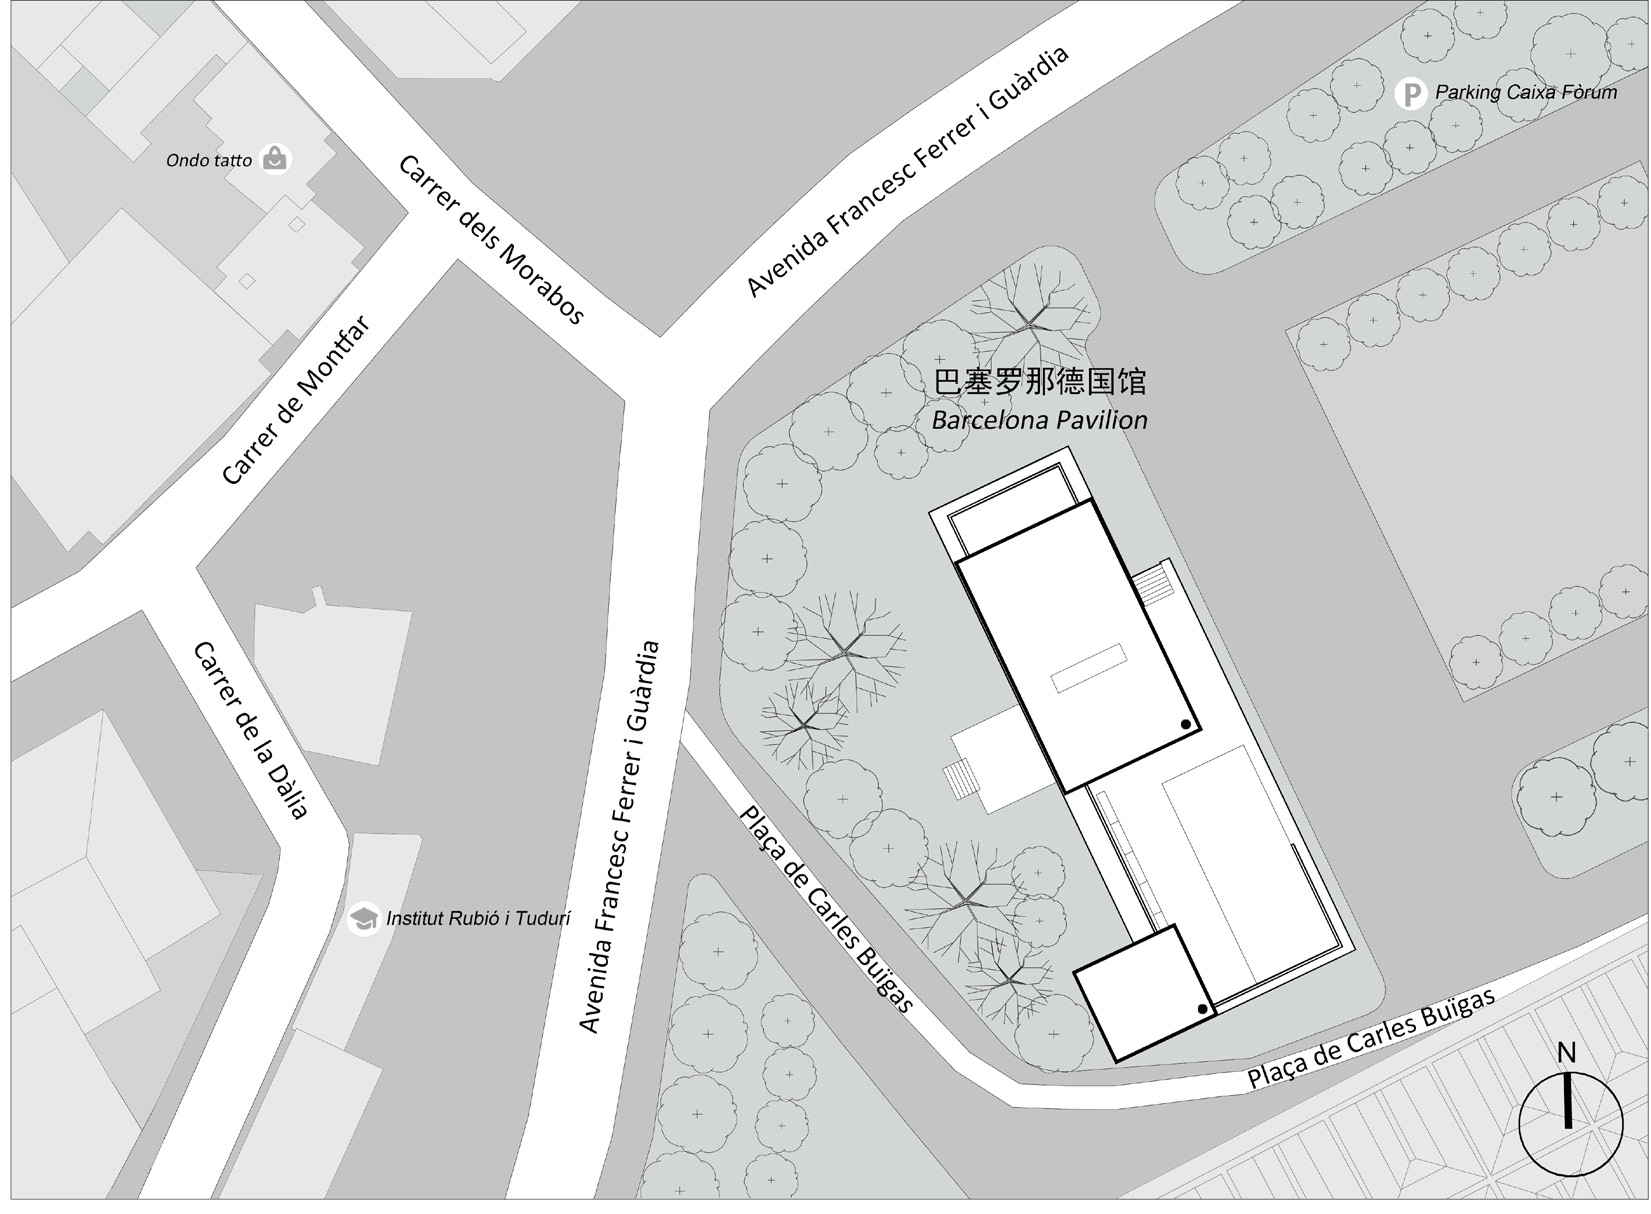 Avenida Francesc Ferrer i Guàrdia
P Parking Caixa Fòrum
Ondo tatto
Carrer dels Morabos
Carrer de Montfar
巴塞罗那德国馆
Barcelona Pavilion
Carrer de la Dàlia
Avenida Francesc Ferrer i Guàrdia
Plaça de Carles Buïgas
Institut Rubió i Tudurí
Plaça de Carles Buïgas
N